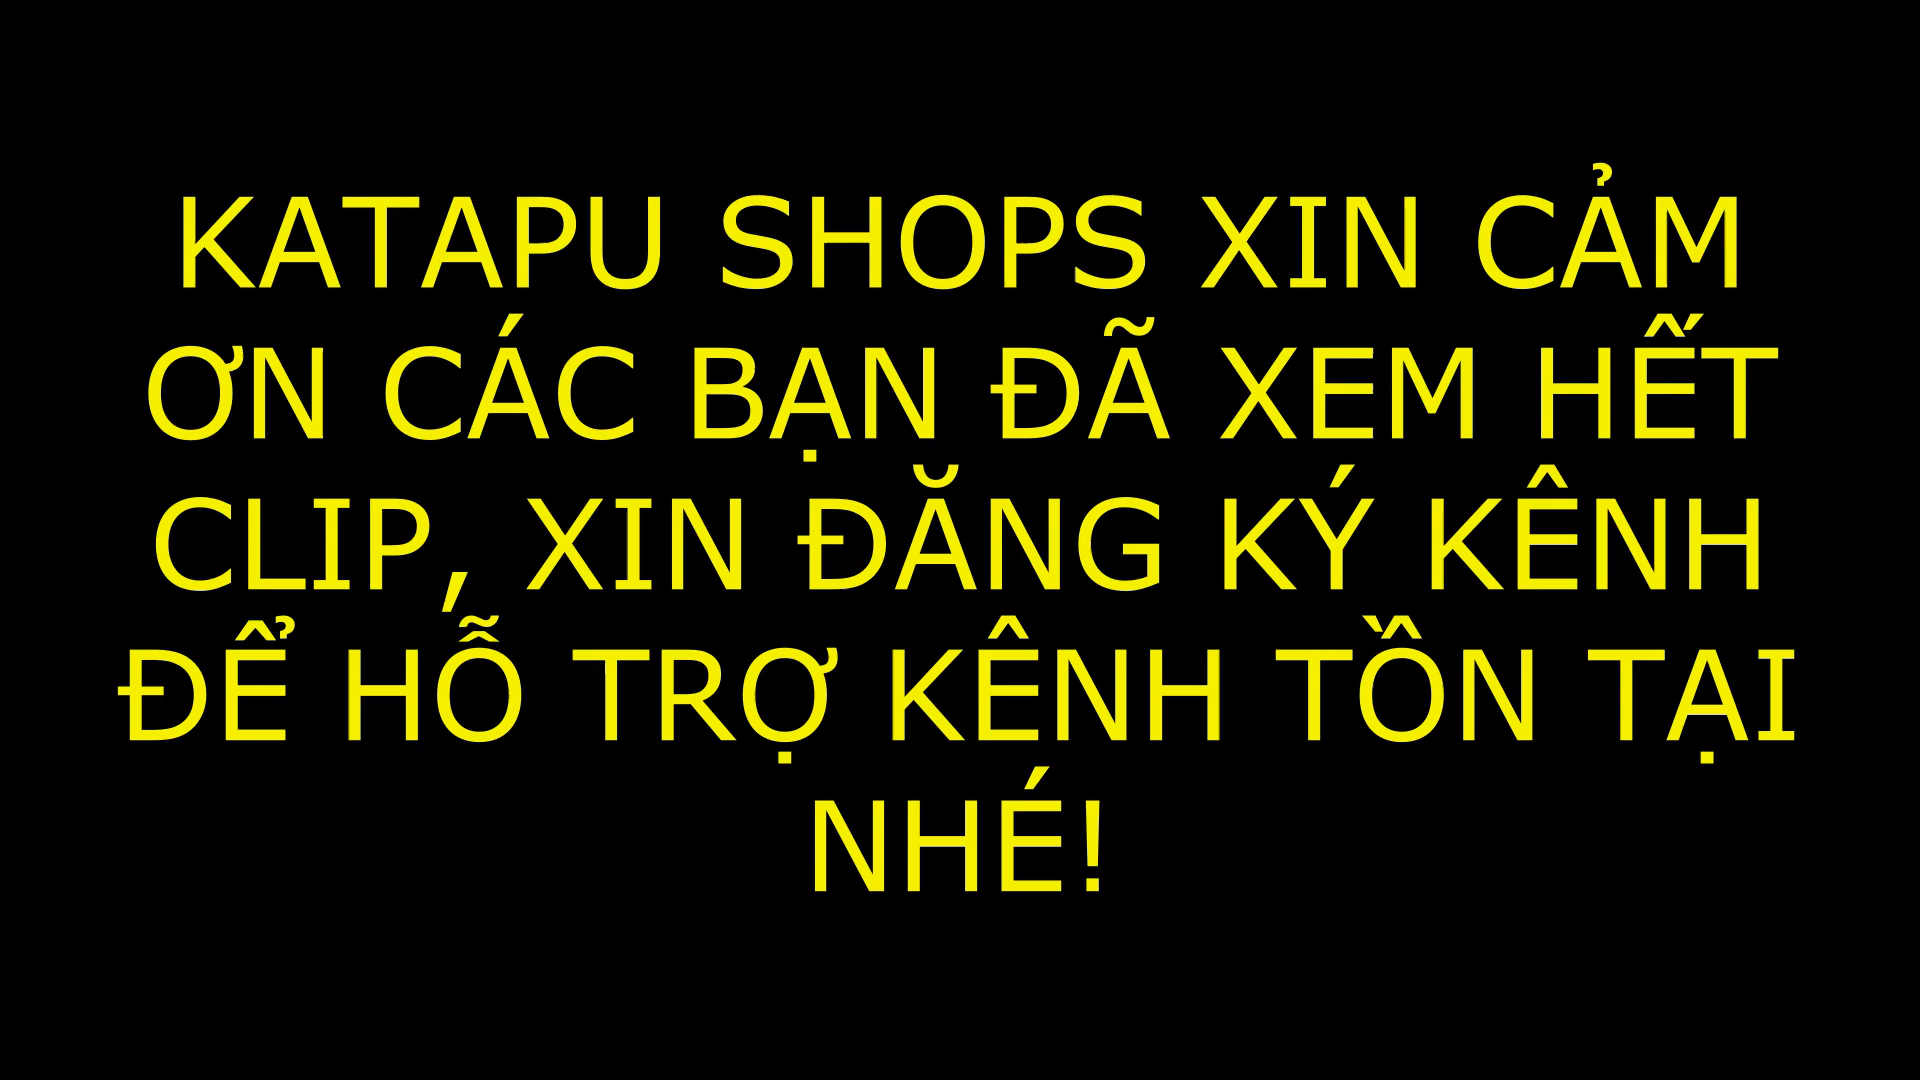 KATAPU SHOPS XIN CẢM
ƠN CÁC BẠN ĐÃ XEM HẾT
CLIP, XIN ĐĂNG KÝ KÊNH
ĐỂ HỖ TRỢ KÊNH TỒN TẠI
NHÉ!